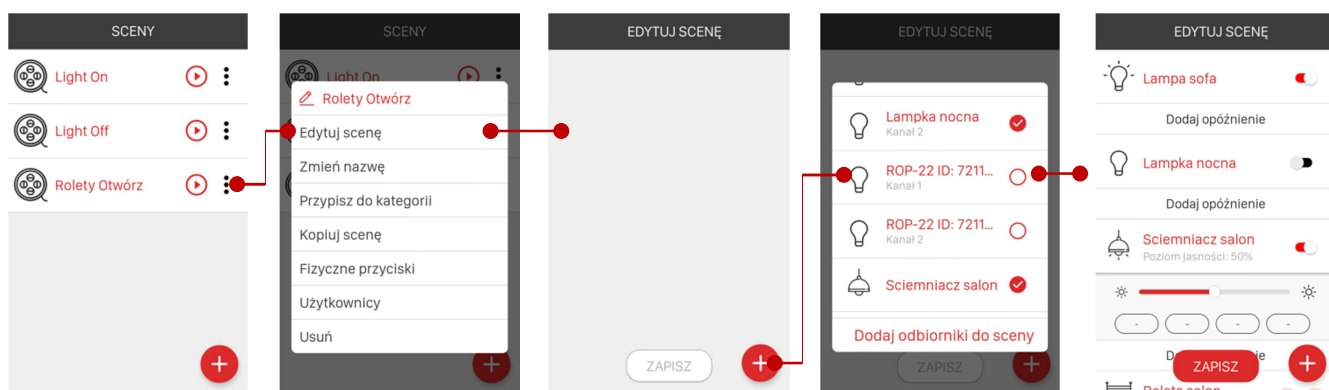 SCENY
Light On
Light Off
Rolety Otwórz
SCENY
Light On
Rolety Otwórz
Edytuj scenę
Zmień nazwę
Przypisz do kategorii
Kopiuj scenę
Fizyczne przyciski
Użytkownicy
Usuń
EDYTUJ SCENĘ
ZAPISZ
EDYTUJ SCENĘ
Lampka nocna
Kanał 2
ROP-22 ID: 7211...
Kanał 1
ROP-22 ID: 7211...
Kanał 2
Sciemniacz salon
Dodaj odbiorniki do sceny
ZAPISZ
EDYTUJ SCENĘ
Lampa sofa
Dodaj opóźnienie
Lampka nocna
Dodaj opóźnienie
Sciemniacz salon
Poziom jasności: 50%
- - - -
ZAPISZ